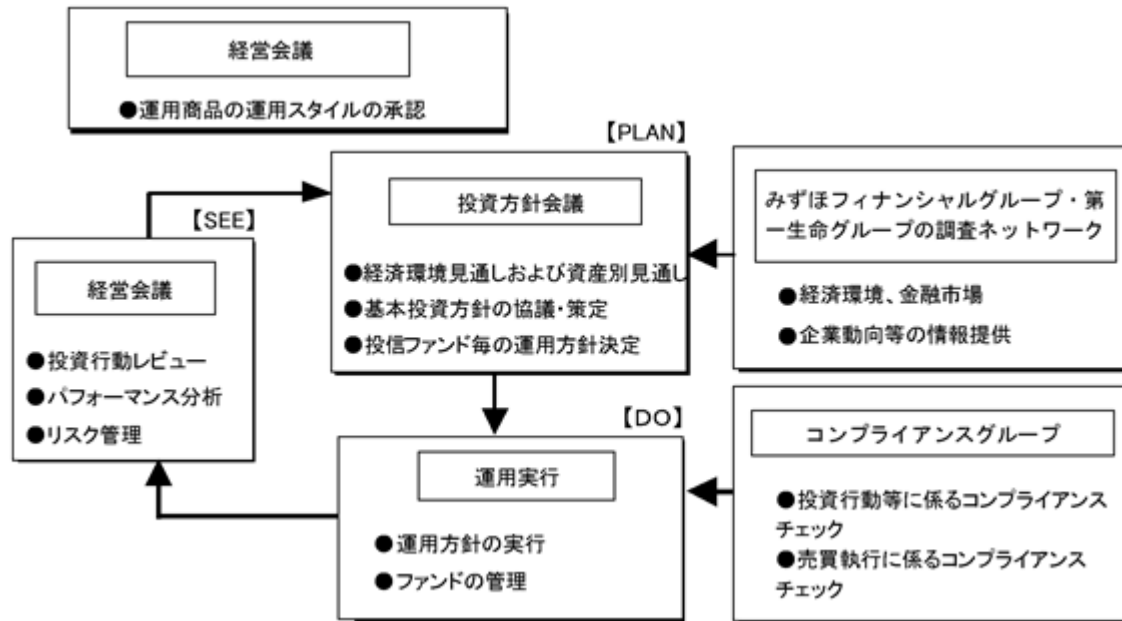 経営会議
●運用商品の運用スタイルの承認
【PLAN】
投資方針会議
●経済環境見通しおよび資産別見通し
●基本投資方針の協議・策定
●投信ファンド毎の運用方針決定
みずほフィナンシャルグループ・第
一生命グループの調査ネットワーク
●経済環境、金融市場
●企業動向等の情報提供
【SEE】
経営会議
●投資行動レビュー
●パフォーマンス分析
●リスク管理
【DO】
運用実行
●運用方針の実行
●ファンドの管理
コンプライアンスグループ
●投資行動等に係るコンプライアンス
チェック
●売買執行に係るコンプライアンス
チェック